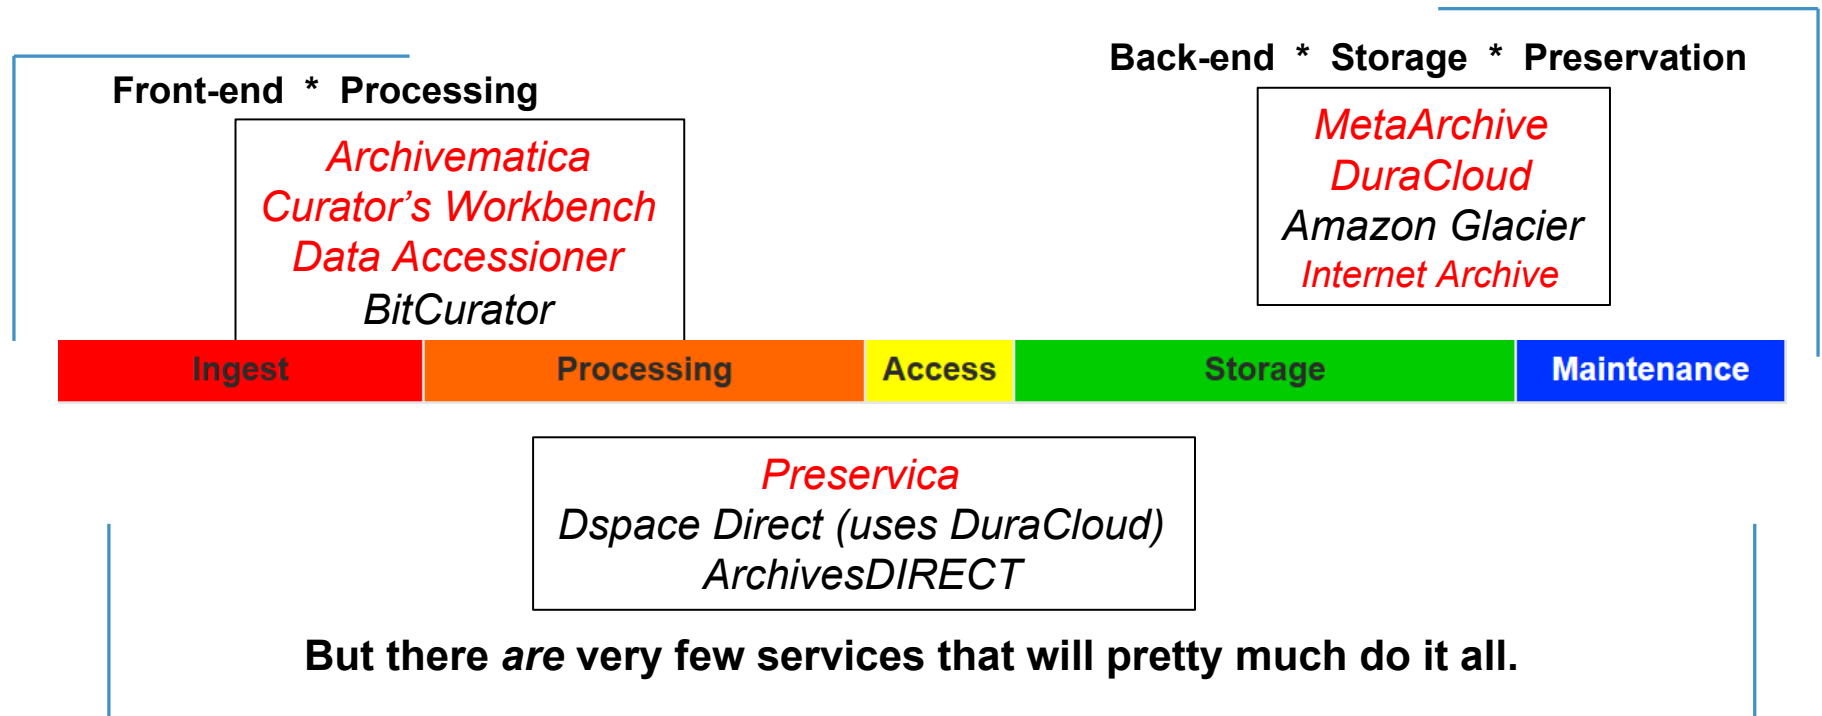 Front-end * Processing
Archivematica
Curator’s Workbench
Data Accessioner
BitCurator
Back-end * Storage * Preservation
MetaArchive
DuraCloud
Amazon Glacier
Internet Archive
Ingest
Processing
Access
Storage
Maintenance
Preservica
Dspace Direct (uses DuraCloud)
ArchivesDIRECT
But there are very few services that will pretty much do it all.